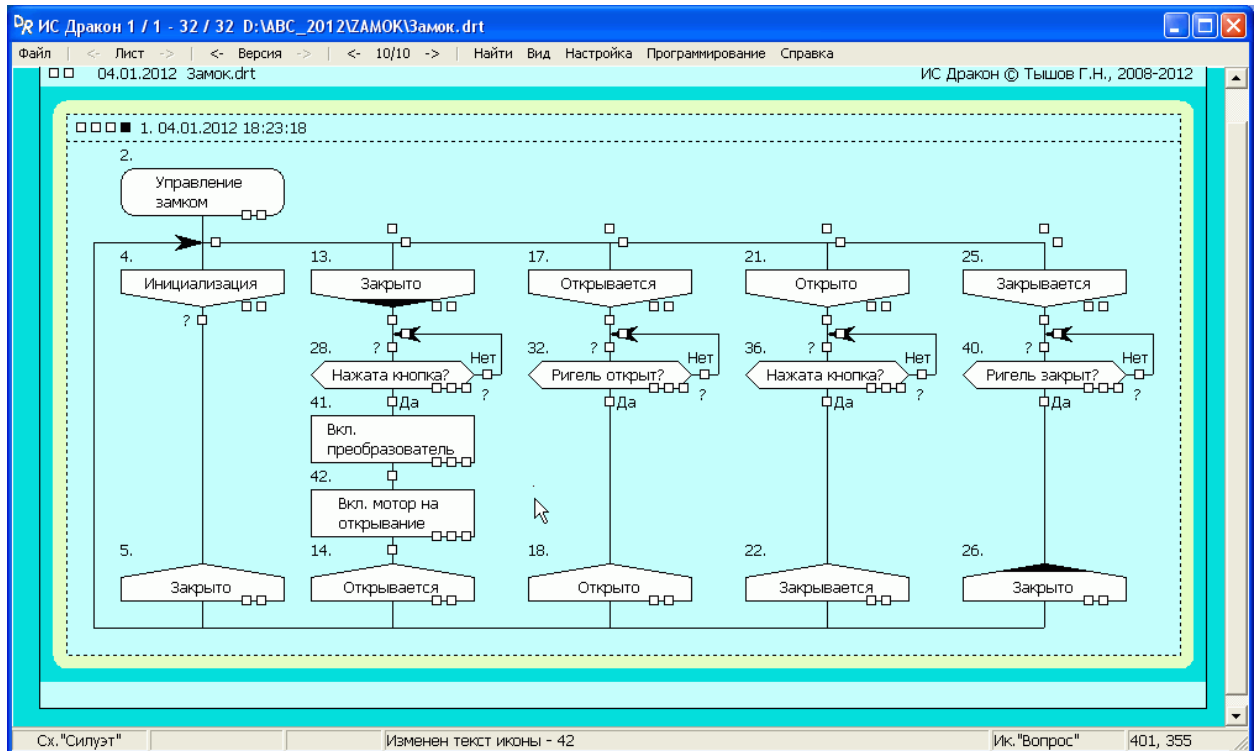 ИС Дракон 1 / 1 - 32 / 32 D:\ABC_2012\ZAMOK\Замок.drt
Файл | <- Лист -> | <- Версия -> | <- 10/10 -> | Найти Вид Настройка Программирование Справка
04.01.2012 Замок.drt ИС Дракон © Тышов Г.Н., 2008-2012
1. 04.01.2012 18:23:18
2.
Управление
замком
4. 13. 17. 21. 25.
Инициализация Закрыто Открывается Открыто Закрывается
?
28. ? 32. ? 36. ? 40. ?
Нет Нет Нет Нет
Нажата кнопка? Ригель открыт? Нажата кнопка? Ригель закрыт?
? ? ? ?
41. Да Да Да Да
Вкл.
преобразователь
42.
Вкл. мотор на
открывание
5. 14. 18. 22. 26.
Закрыто Открывается Открыто Закрывается Закрыто
Сх."Силуэт" Изменен текст иконы - 42 Ик."Вопрос" 401, 355